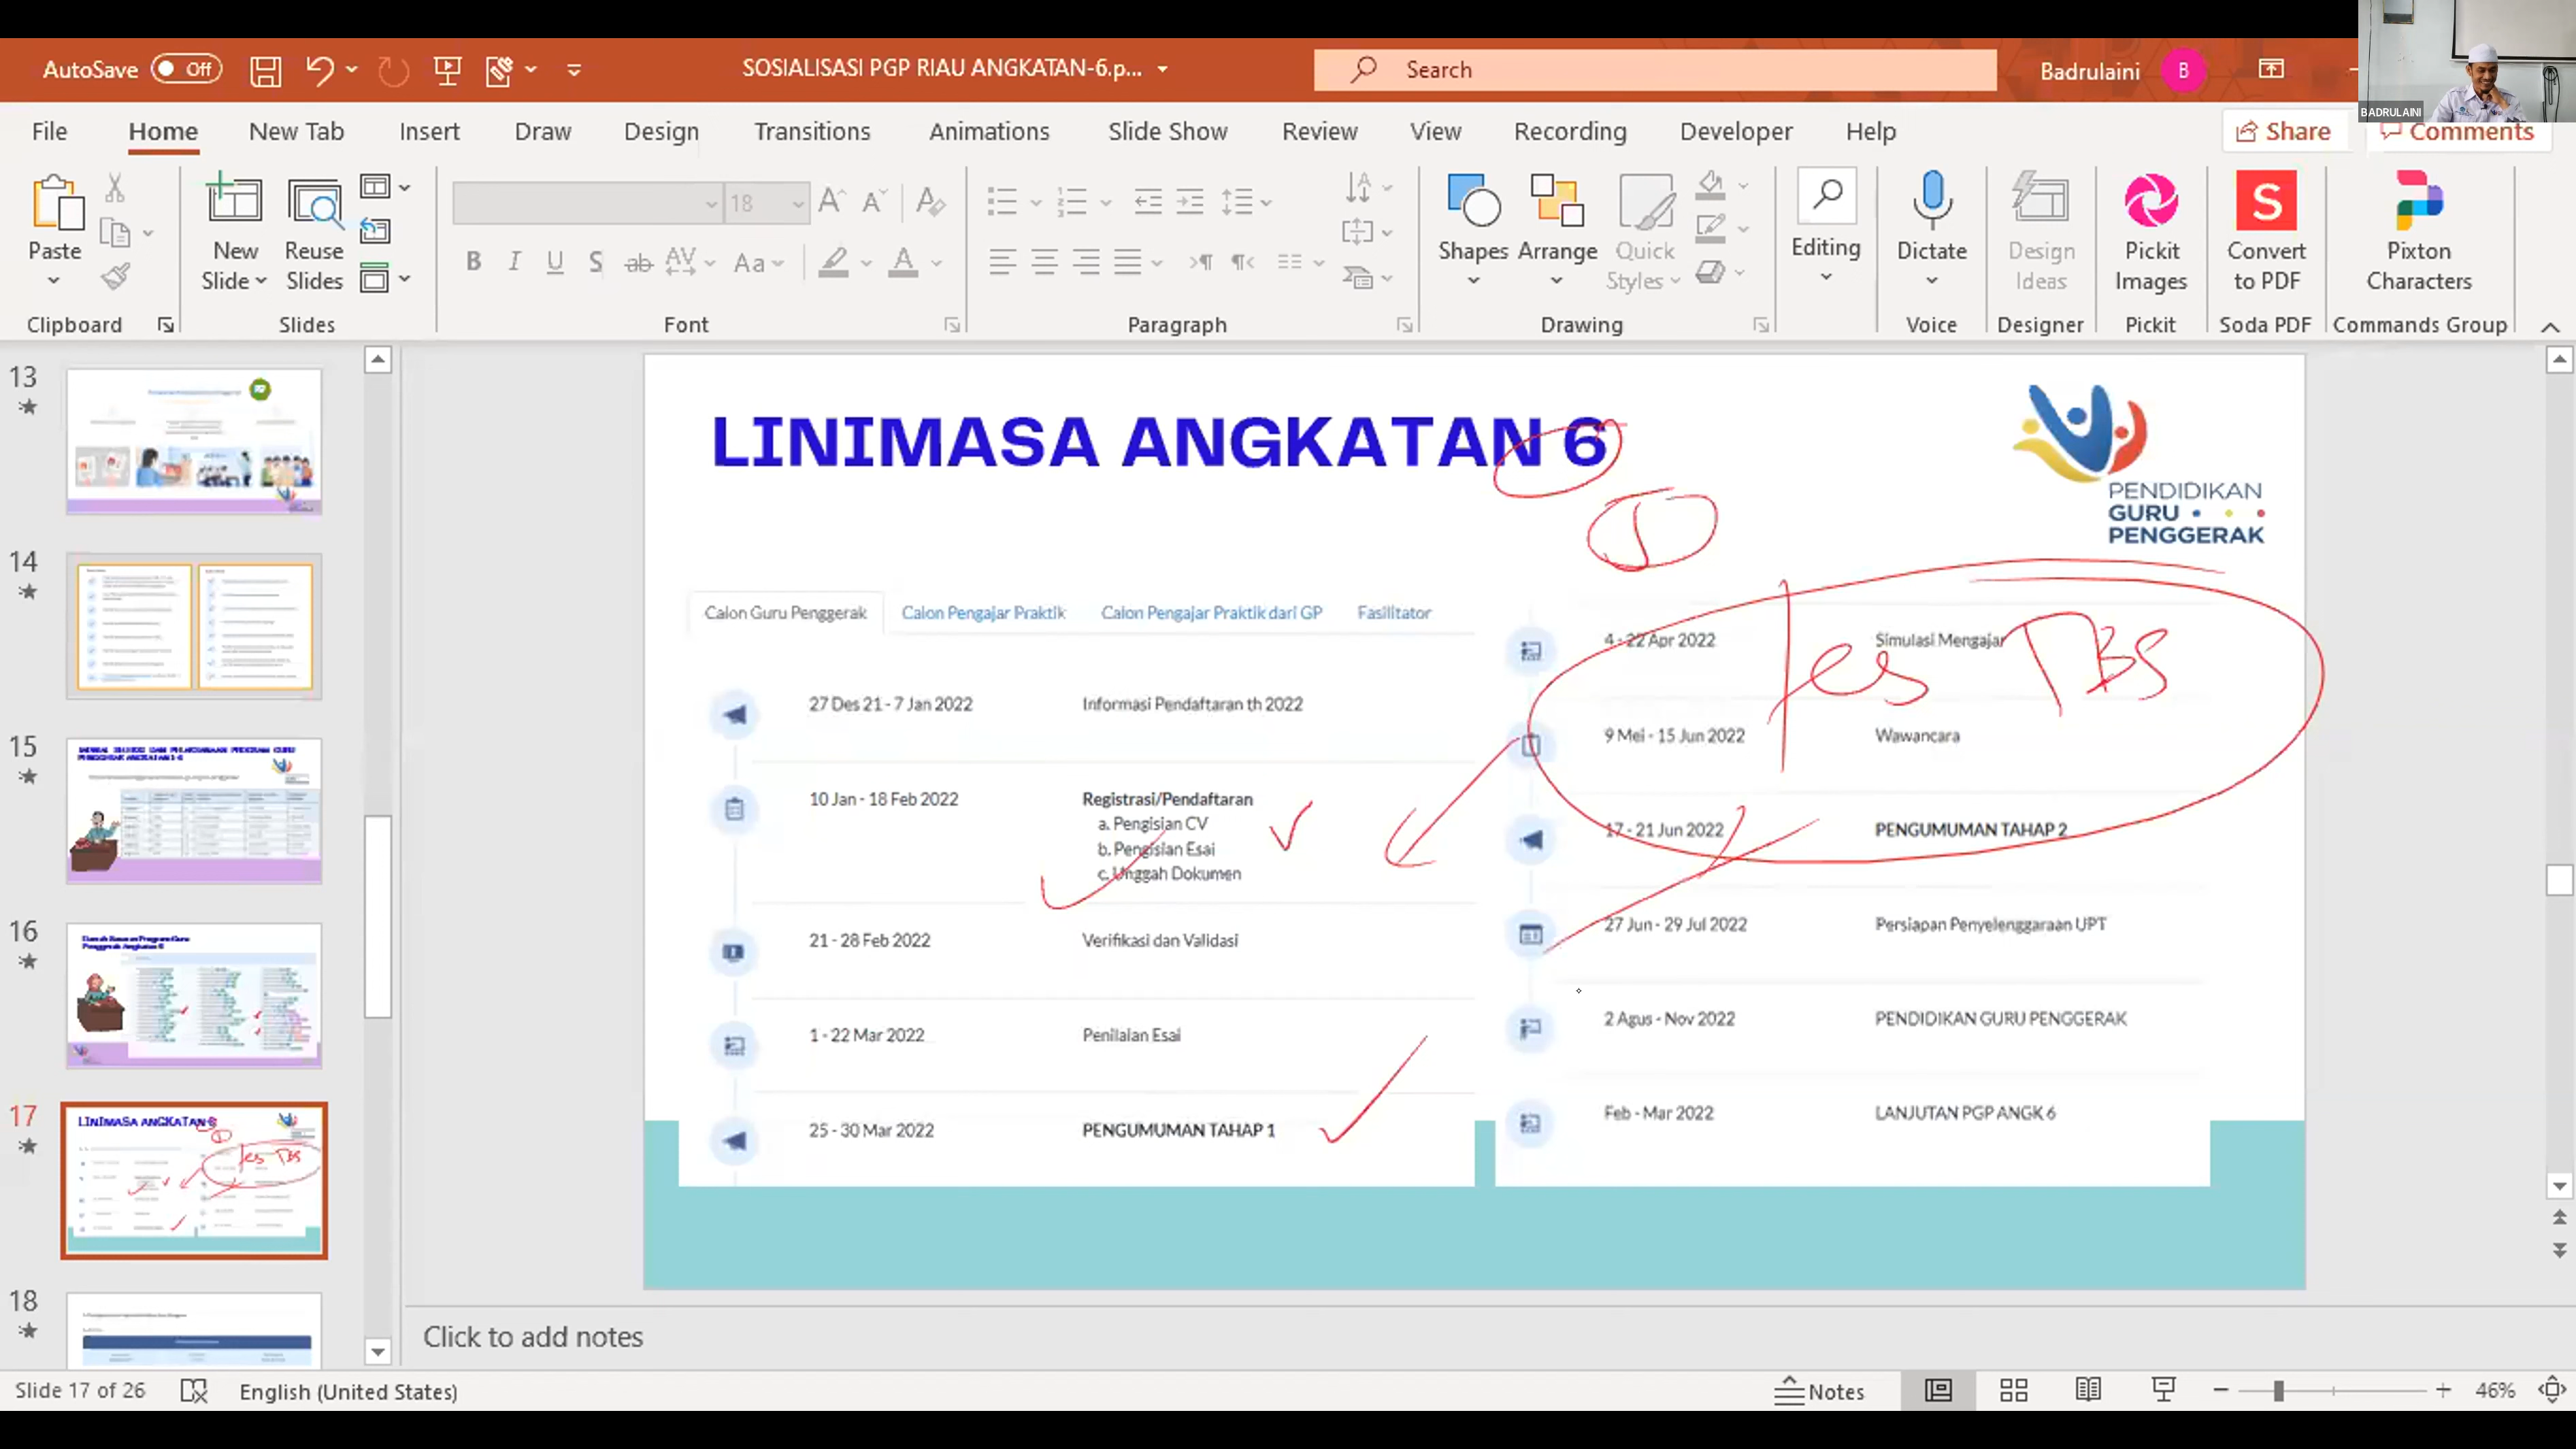 AutoSave Off
SOSIALISASI PGP RIAU ANGKATAN-6.p...
Search
Badrulaini
B
BADRULAINI
File Home New Tab Insert Draw Design Transitions Animations Slide Show Review View Recording Developer Help
Share
Comments
Paste
New Slide
Reuse Slides
18
Shapes
Arrange
Quick Styles
Editing
Dictate
Design Ideas
Pickit Images
Convert to PDF
Pixton Characters
Clipboard
Slides
Font
Paragraph
Drawing
Voice
Designer
Pickit
Soda PDF
Commands Group
13
14
15
16
17
LINIMASA ANGKATAN 6
18
LINIMASA ANGKATAN 6
PENDIDIKAN
GURU
PENGGERAK
Calon Guru Penggerak
Calon Pengajar Praktik
Calon Pengajar Praktik dari GP
Fasilitator
27 Des 21 - 7 Jan 2022 Informasi Pendaftaran th 2022
10 Jan - 18 Feb 2022 Registrasi/Pendaftaran
a. Pengisian CV
b. Pengisian Esai
c. Unggah Dokumen
21 - 28 Feb 2022 Verifikasi dan Validasi
1 - 22 Mar 2022 Penilaian Esai
25 - 30 Mar 2022 PENGUMUMAN TAHAP 1
4 - 22 Apr 2022 Simulasi Mengajar
Tes TBS
9 Mei - 15 Jun 2022 Wawancara
17 - 21 Jun 2022 PENGUMUMAN TAHAP 2
27 Jun - 29 Jul 2022 Persiapan Penyelenggaraan UPT
2 Agus - Nov 2022 PENDIDIKAN GURU PENGGERAK
Feb - Mar 2022 LANJUTAN PGP ANGK 6
Click to add notes
Slide 17 of 26
English (United States)
Notes
46%